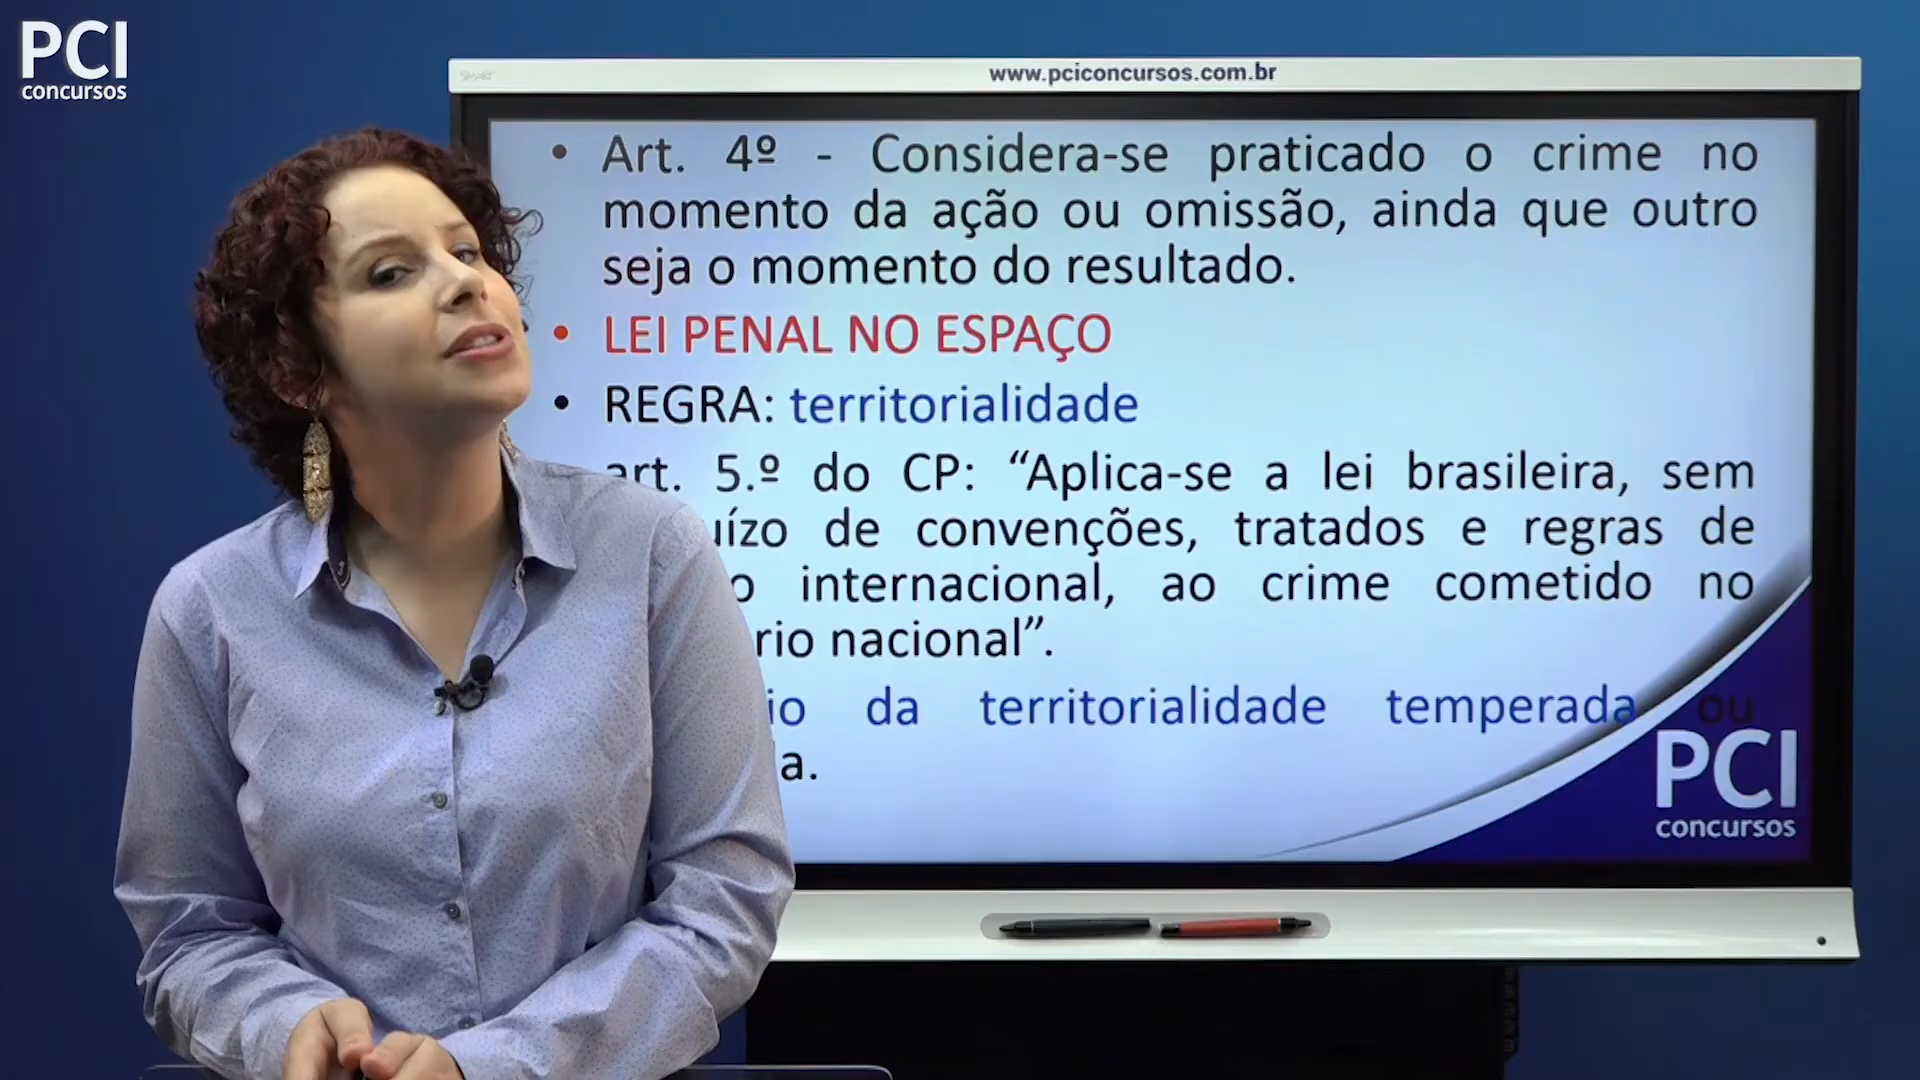 PCI
concursos
SMART
www.pciconcursos.com.br
• Art. 4º - Considera-se praticado o crime no
momento da ação ou omissão, ainda que outro
seja o momento do resultado.
• LEI PENAL NO ESPAÇO
• REGRA: territorialidade
art. 5.º do CP: “Aplica-se a lei brasileira, sem
uízo de convenções, tratados e regras de
o internacional, ao crime cometido no
rio nacional”.
io da territorialidade temperada ou
a.
PCI
concursos